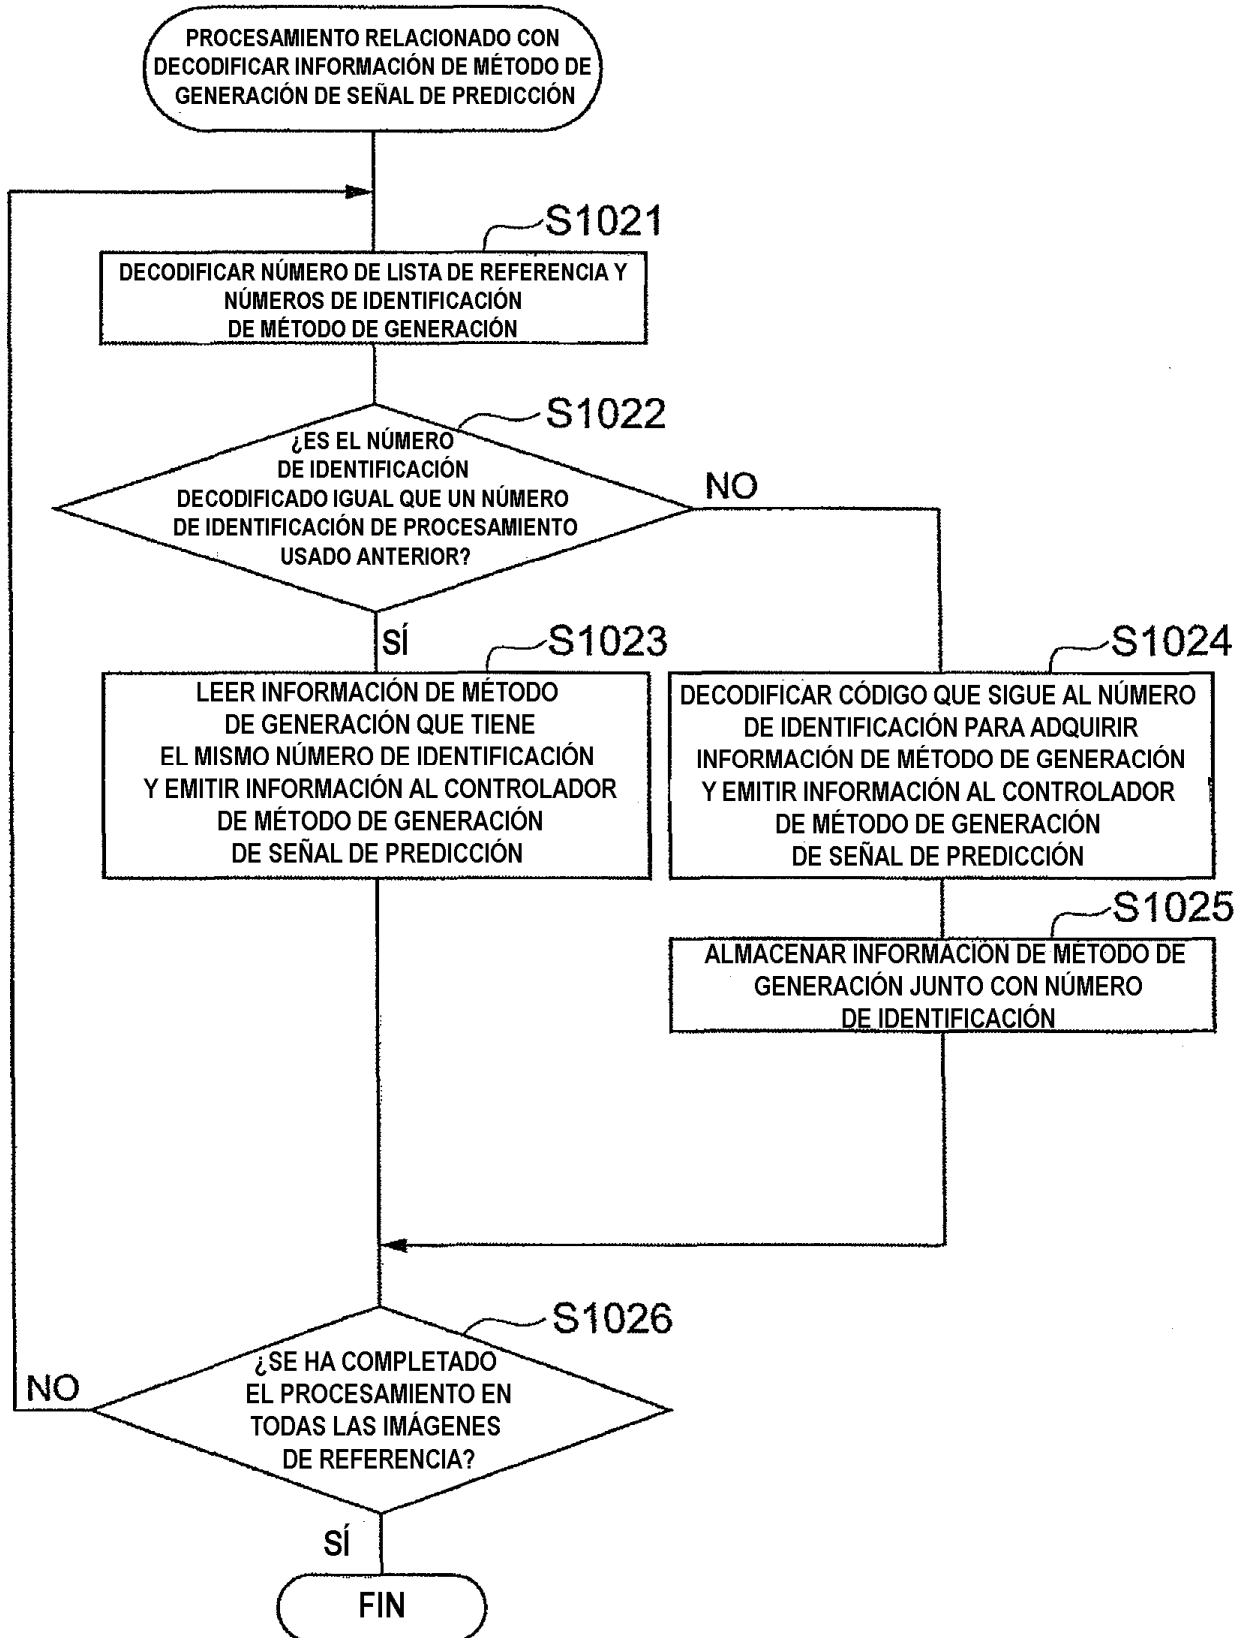 PROCESAMIENTO RELACIONADO CON
DECODIFICAR INFORMACIÓN DE MÉTODO DE
GENERACIÓN DE SEÑAL DE PREDICCIÓN
S1021
DECODIFICAR NÚMERO DE LISTA DE REFERENCIA Y
NÚMEROS DE IDENTIFICACIÓN
DE MÉTODO DE GENERACIÓN
S1022
¿ES EL NÚMERO
DE IDENTIFICACIÓN
DECODIFICADO IGUAL QUE UN NÚMERO
DE IDENTIFICACIÓN DE PROCESAMIENTO
USADO ANTERIOR?
NO
SÍ
S1023
LEER INFORMACIÓN DE MÉTODO
DE GENERACIÓN QUE TIENE
EL MISMO NÚMERO DE IDENTIFICACIÓN
Y EMITIR INFORMACIÓN AL CONTROLADOR
DE MÉTODO DE GENERACIÓN
DE SEÑAL DE PREDICCIÓN
S1024
DECODIFICAR CÓDIGO QUE SIGUE AL NÚMERO
DE IDENTIFICACIÓN PARA ADQUIRIR
INFORMACIÓN DE MÉTODO DE GENERACIÓN
Y EMITIR INFORMACIÓN AL CONTROLADOR
DE MÉTODO DE GENERACIÓN
DE SEÑAL DE PREDICCIÓN
S1025
ALMACENAR INFORMACIÓN DE MÉTODO DE
GENERACIÓN JUNTO CON NÚMERO
DE IDENTIFICACIÓN
S1026
¿SE HA COMPLETADO
EL PROCESAMIENTO EN
TODAS LAS IMÁGENES
DE REFERENCIA?
NO
SÍ
FIN